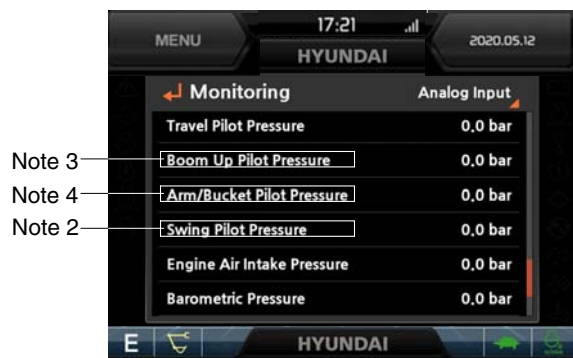 17:21
MENU
2020.05.12
HYUNDAI
Monitoring Analog Input
Travel Pilot Pressure 0.0 bar
Note 3 Boom Up Pilot Pressure 0.0 bar
Note 4 Arm/Bucket Pilot Pressure 0.0 bar
Note 2 Swing Pilot Pressure 0.0 bar
Engine Air Intake Pressure 0.0 bar
Barometric Pressure 0.0 bar
E HYUNDAI